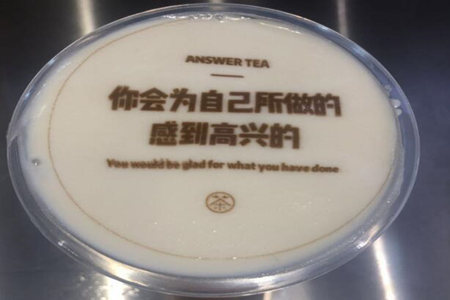 ANSWER TEA
你会为自己所做的
感到高兴的
You would be glad for what you have done
茶